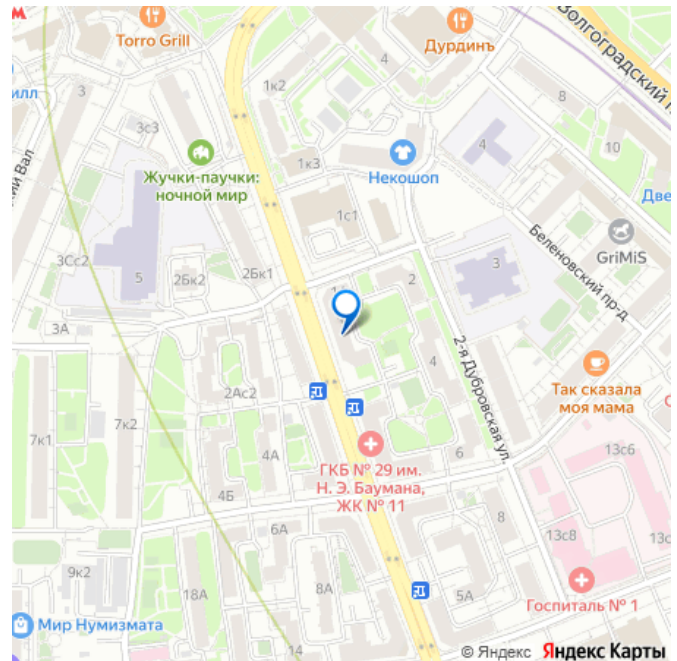 Torro Grill
Дурдинъ
Волгоградский
1к2
4
8
илл
3
3с3
10
кий Вал
Жучки-паучки:
ночной мир
1к3
Некошоп
4
Две
1с1
GriMiS
3Сс2
5
2Бк2
2Бк1
2
3
Беленовский пр-д
3А
1
2-я Дубровская ул.
4
Так сказала
моя мама
2Ас2
7к1
7к2
4А
ГКБ № 29 им.
Н. Э. Баумана,
ЖК № 11
6
13с6
4Б
8
13с8
13с
6А
9к2
18А
8А
5А
Госпиталь № 1
Мир Нумизмата
14
© Яндекс Яндекс Карты